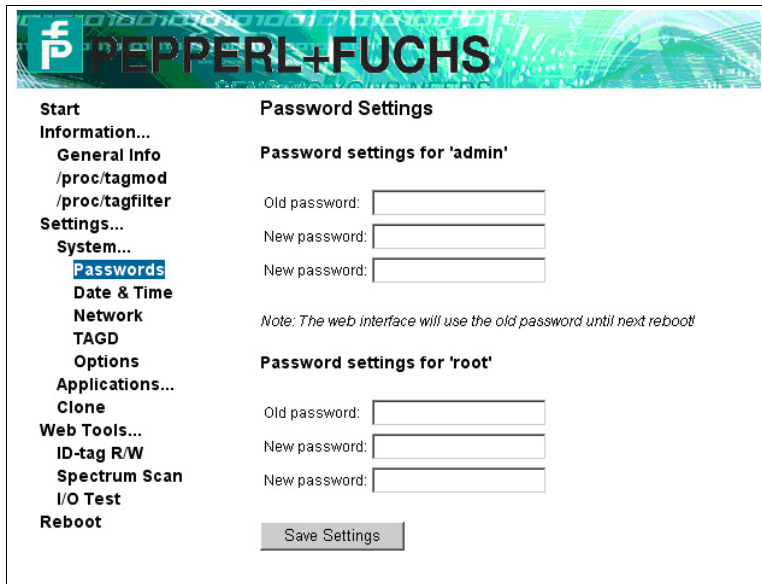 PEPPERL+FUCHS
Start
Information...
General Info
/proc/tagmod
/proc/tagfilter
Settings...
System...
Passwords
Date & Time
Network
TAGD
Options
Applications...
Clone
Web Tools...
ID-tag R/W
Spectrum Scan
I/O Test
Reboot
Password Settings
Password settings for 'admin'
Old password:
New password:
New password:
Note: The web interface will use the old password until next reboot!
Password settings for 'root'
Old password:
New password:
New password:
Save Settings